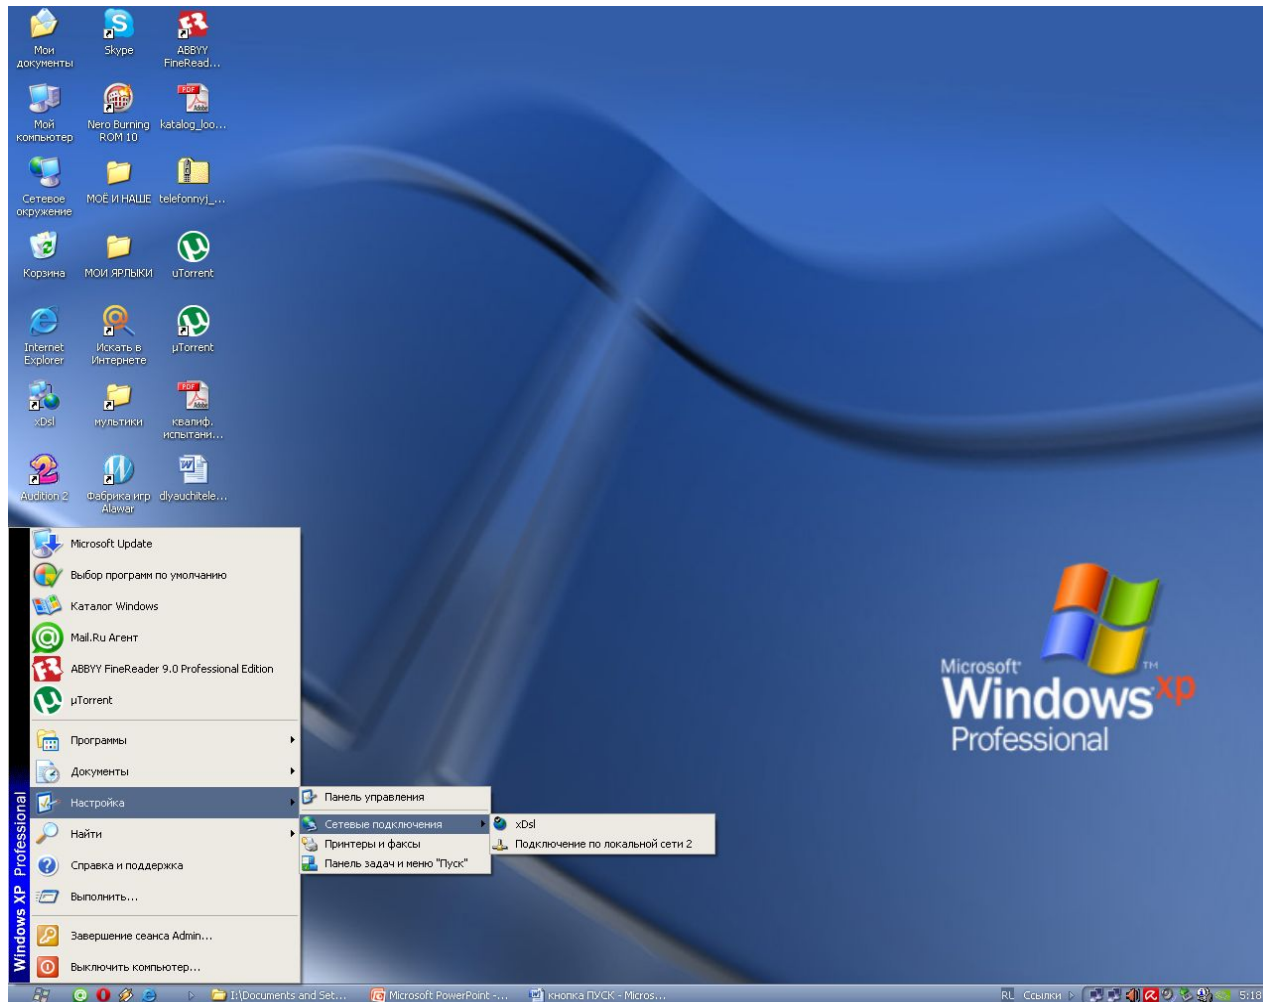 Мои
документы
Skype
ABBYY
FineRead...
Мой
компьютер
Nero Burning
ROM 10
katalog_loo...
Сетевое
окружение
МОЁ И НАШЕ
telefonnyj_...
Корзина
МОИ ЯРЛЫКИ
uTorrent
Internet
Explorer
Искать в
Интернете
µTorrent
xDsl
мультики
квалиф.
испытани...
Audition 2
Фабрика игр
Alawar
dlyauchitele...
Microsoft Update
Выбор программ по умолчанию
Каталог Windows
Mail.Ru Агент
ABBYY FineReader 9.0 Professional Edition
µTorrent
Программы
Документы
Настройка
Найти
Справка и поддержка
Выполнить...
Завершение сеанса Admin...
Выключить компьютер...
Windows XP Professional
Панель управления
Сетевые подключения
Принтеры и факсы
Панель задач и меню "Пуск"
xDsl
Подключение по локальной сети 2
Microsoft
Windows xp
TM
Professional
I:\Documents and Set...
Microsoft PowerPoint -...
кнопка ПУСК - Micros...
RL
Ссылки
5:18